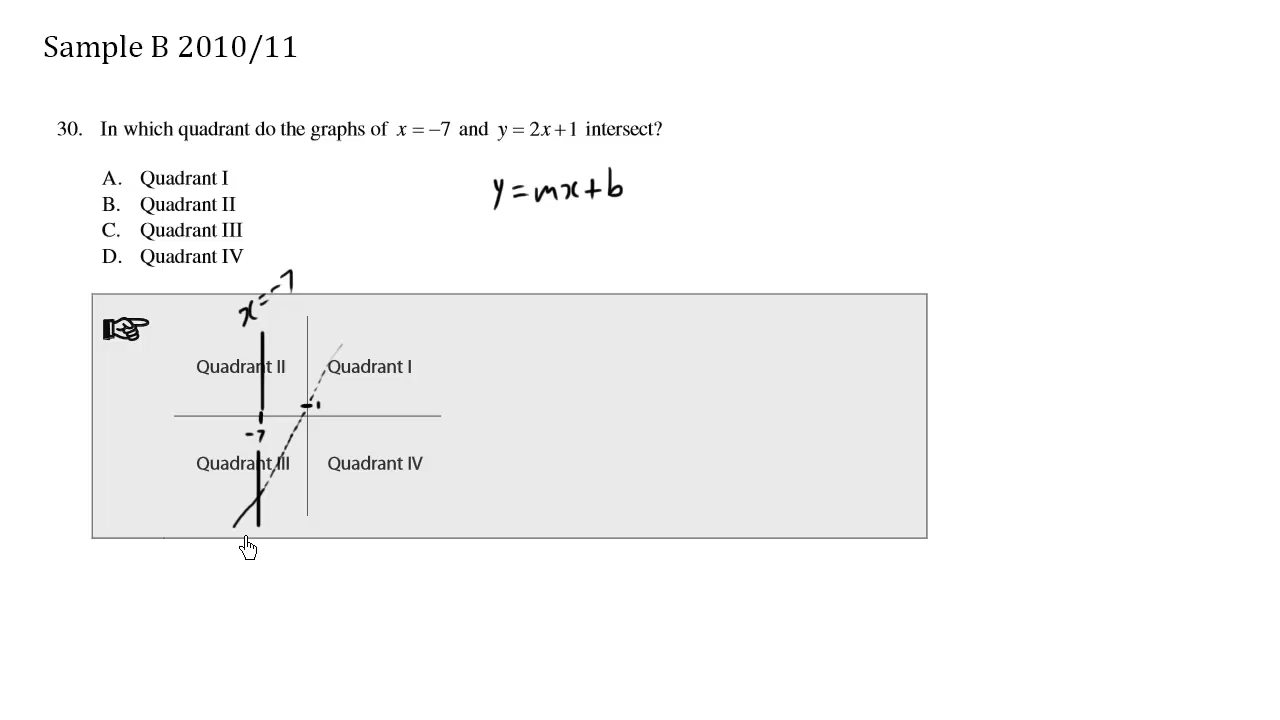 Sample B 2010/11
30. In which quadrant do the graphs of x = −7 and y = 2x + 1 intersect?
A. Quadrant I
y = mx + b
B. Quadrant II
C. Quadrant III
D. Quadrant IV
x = -7
Quadrant II
Quadrant I
-7
Quadrant III
Quadrant IV